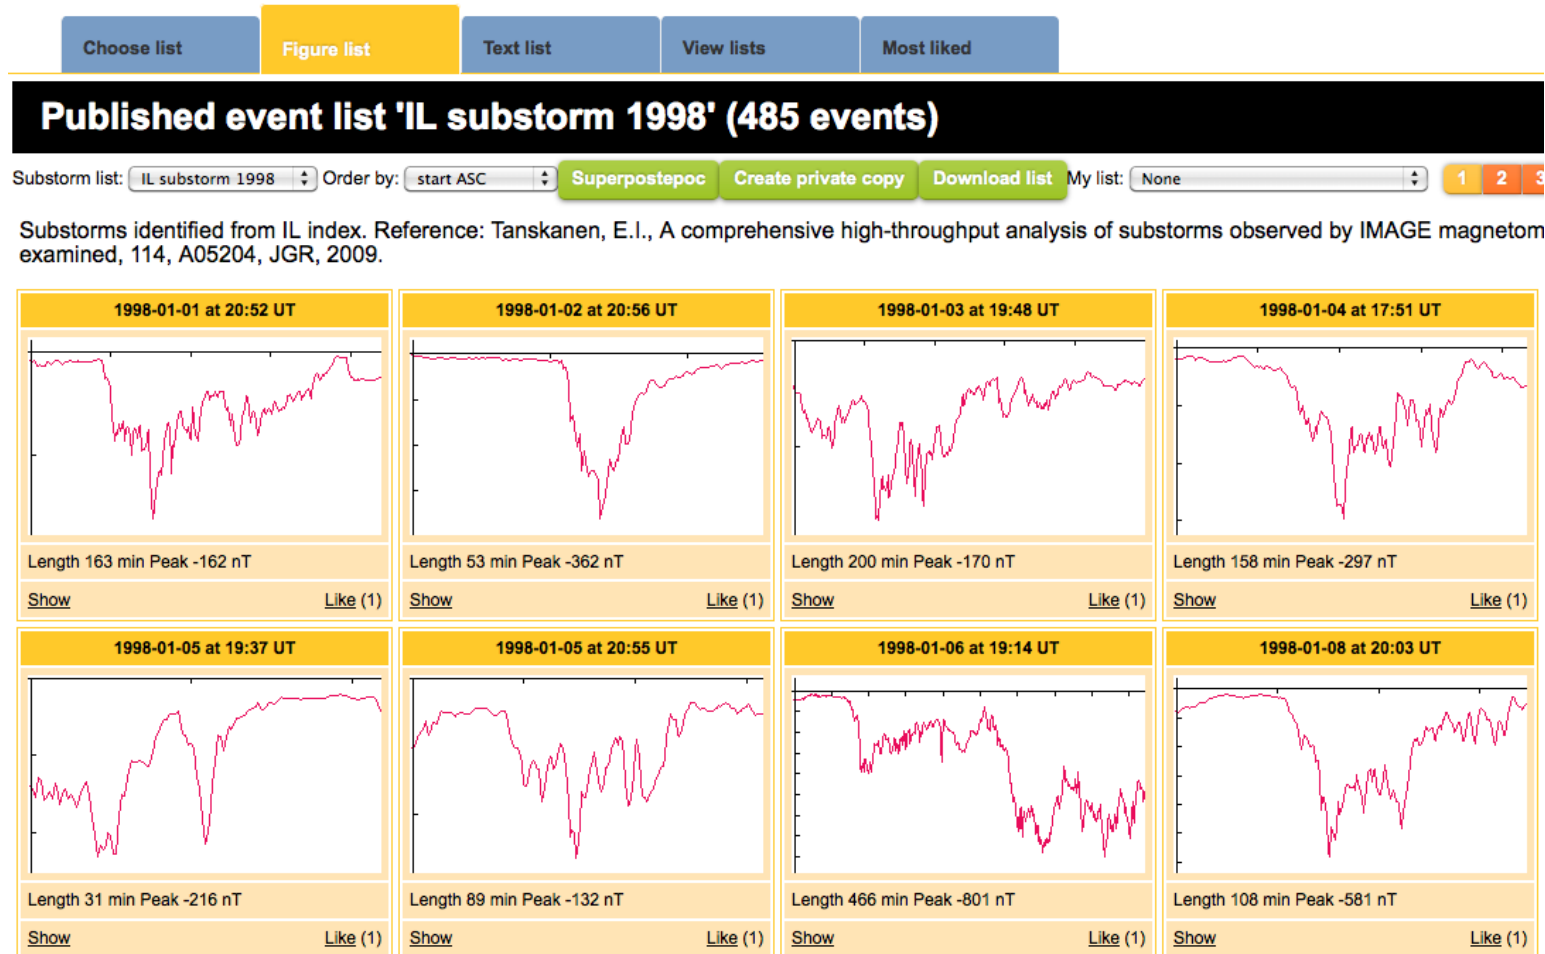 Choose list
Figure list
Text list
View lists
Most liked
Published event list 'IL substorm 1998' (485 events)
Substorm list: IL substorm 1998 Order by: start ASC Superpostepoc Create private copy Download list My list: None 1 2 3
Substorms identified from IL index. Reference: Tanskanen, E.I., A comprehensive high-throughput analysis of substorms observed by IMAGE magnetom
examined, 114, A05204, JGR, 2009.
1998-01-01 at 20:52 UT
Length 163 min Peak -162 nT
Show Like (1)
1998-01-02 at 20:56 UT
Length 53 min Peak -362 nT
Show Like (1)
1998-01-03 at 19:48 UT
Length 200 min Peak -170 nT
Show Like (1)
1998-01-04 at 17:51 UT
Length 158 min Peak -297 nT
Show Like (1)
1998-01-05 at 19:37 UT
Length 31 min Peak -216 nT
Show Like (1)
1998-01-05 at 20:55 UT
Length 89 min Peak -132 nT
Show Like (1)
1998-01-06 at 19:14 UT
Length 466 min Peak -801 nT
Show Like (1)
1998-01-08 at 20:03 UT
Length 108 min Peak -581 nT
Show Like (1)